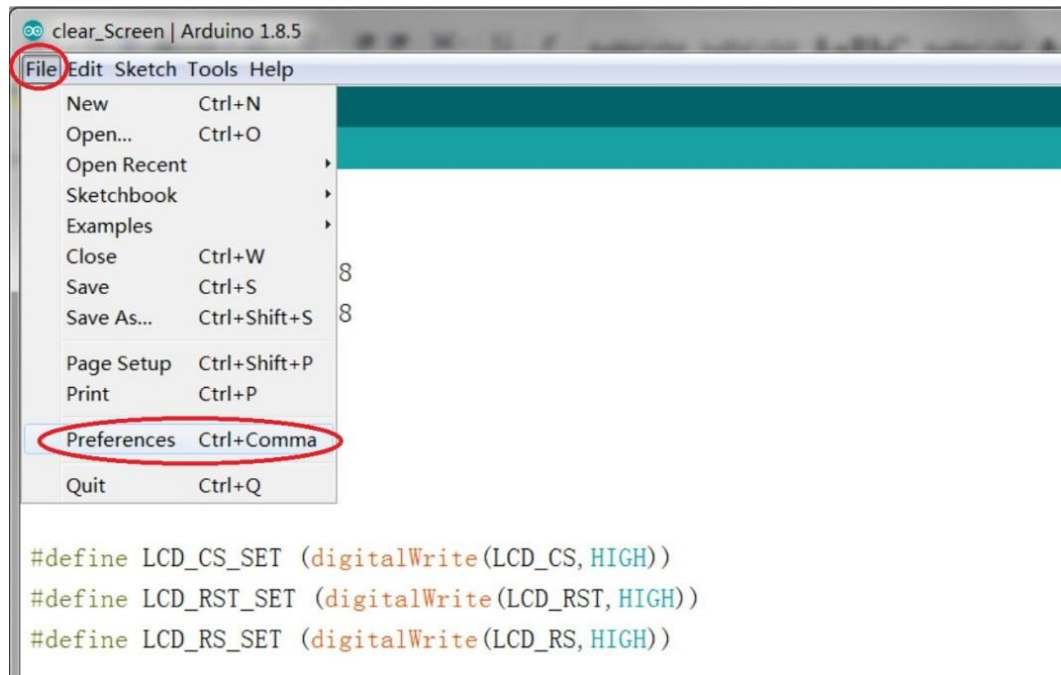 clear_Screen | Arduino 1.8.5
File Edit Sketch Tools Help
New Ctrl+N
Open... Ctrl+O
Open Recent
Sketchbook
Examples
Close Ctrl+W
8
Save Ctrl+S
Save As... Ctrl+Shift+S 8
Page Setup Ctrl+Shift+P
Print Ctrl+P
Preferences Ctrl+Comma
Quit Ctrl+Q
#define LCD_CS_SET (digitalWrite(LCD_CS,HIGH))
#define LCD_RST_SET (digitalWrite(LCD_RST,HIGH))
#define LCD_RS_SET (digitalWrite(LCD_RS,HIGH))